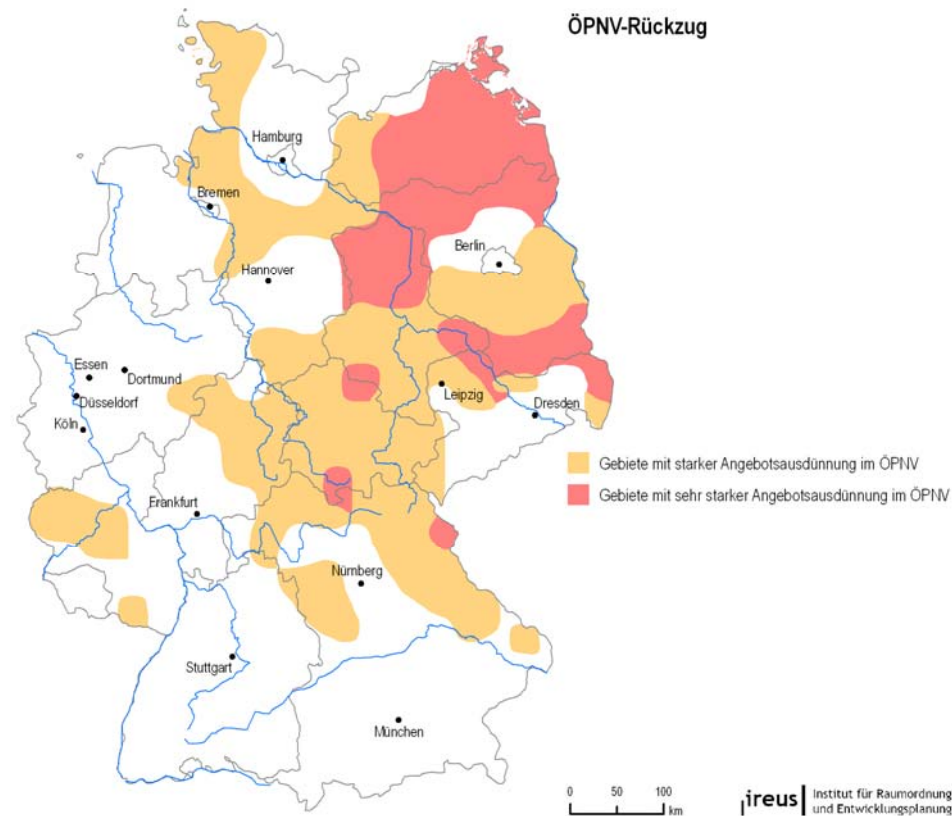 ÖPNV-Rückzug
Hamburg
Bremen
Berlin
Hannover
Essen
Dortmund
Düsseldorf
Köln
Leipzig
Dresden
Gebiete mit starker Angebotsausdünnung im ÖPNV
Gebiete mit sehr starker Angebotsausdünnung im ÖPNV
Frankfurt
Nürnberg
Stuttgart
München
0 50 100
km
ireus
Institut für Raumordnung
und Entwicklungsplanung